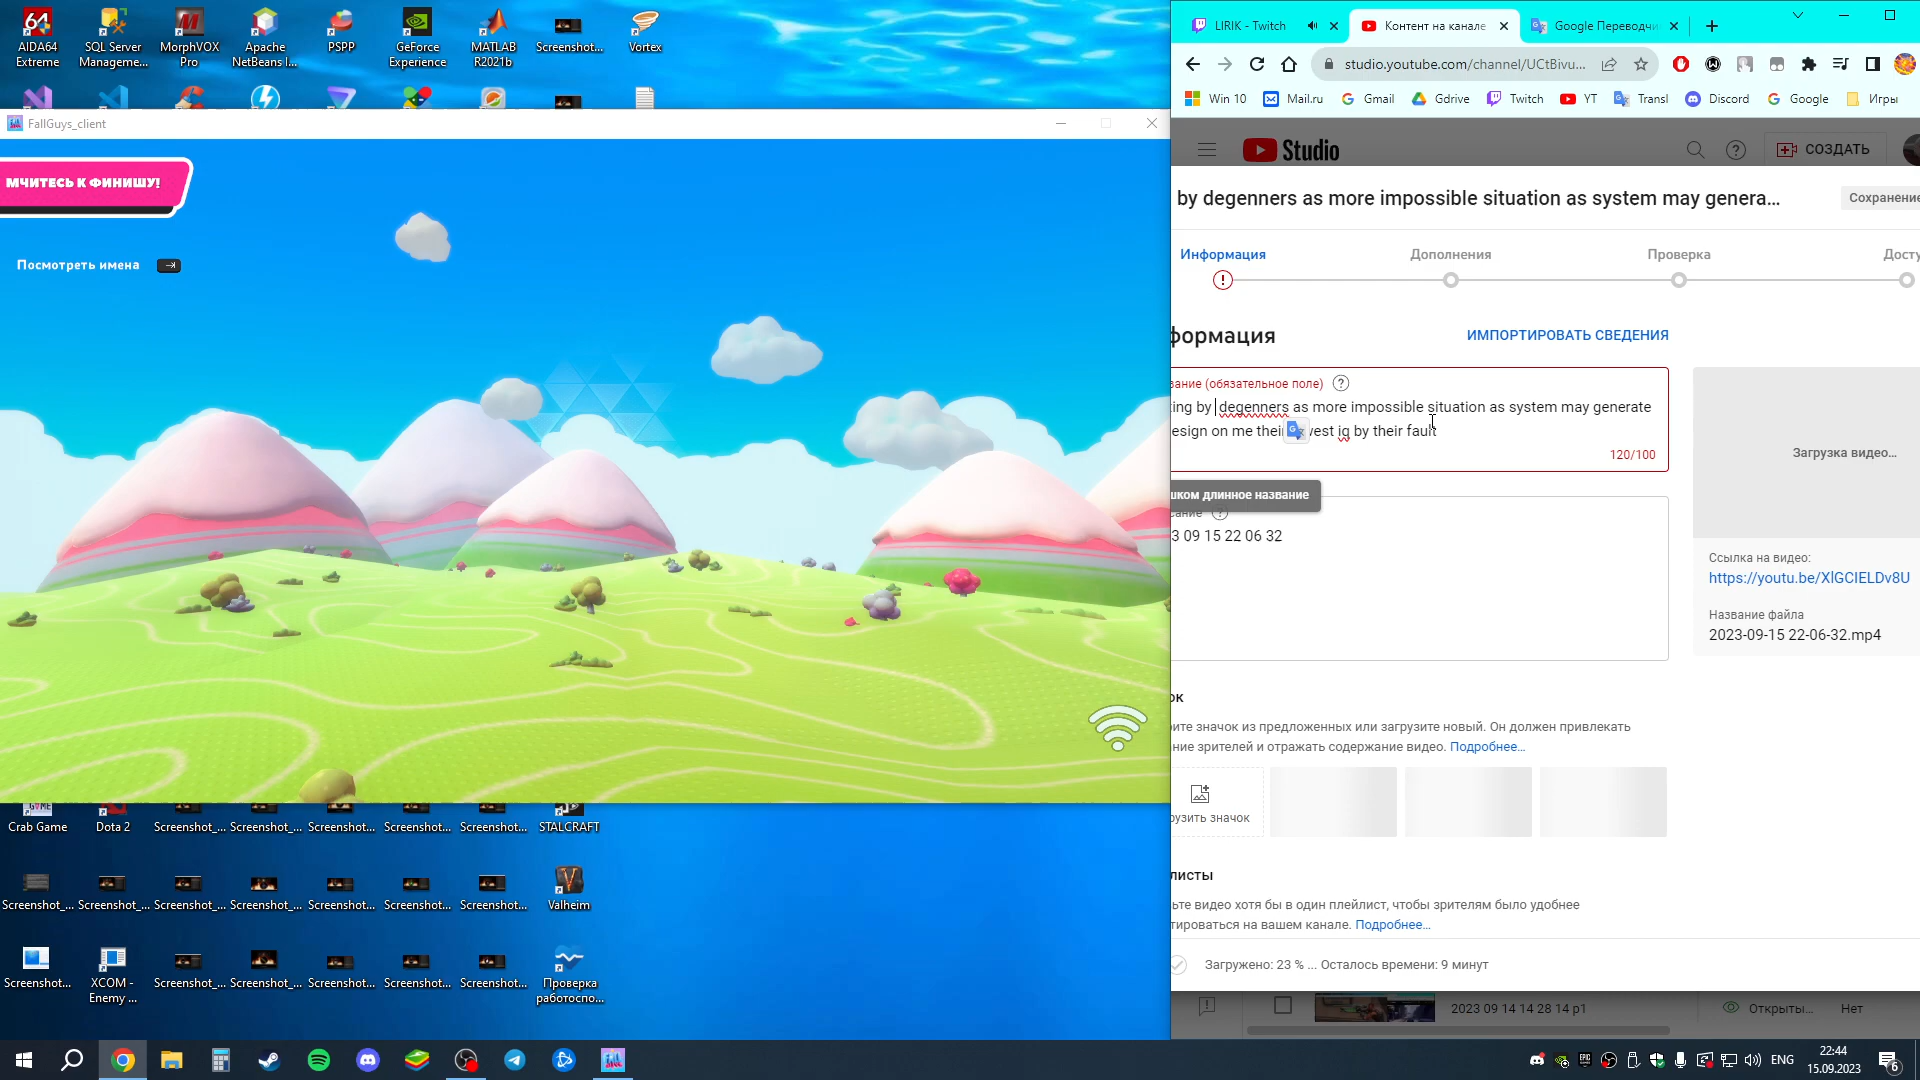 AIDA64 Extreme
SQL Server Manageme...
MorphVOX Pro
Apache NetBeans I...
PSPP
GeForce Experience
MATLAB R2021b
Screenshot...
Vortex
FallGuys_client
МЧИТЕСЬ К ФИНИШУ!
Посмотреть имена
Crab Game
Dota 2
Screenshot_...
Screenshot_...
Screenshot...
Screenshot...
Screenshot...
STALCRAFT
Screenshot_...
Screenshot_...
Screenshot_...
Screenshot_...
Screenshot...
Screenshot...
Screenshot...
Valheim
Screenshot...
XCOM - Enemy ...
Screenshot_...
Screenshot_...
Screenshot...
Screenshot...
Screenshot...
Проверка работоспо...
LIRIK - Twitch
Контент на канале
Google Переводчи
studio.youtube.com/channel/UCtBivu...
Win 10
Mail.ru
Gmail
Gdrive
Twitch
YT
Transl
Discord
Google
Игры
Studio
СОЗДАТЬ
by degenners as more impossible situation as system may genera...
Сохранение
Информация
Дополнения
Проверка
Досту
формация
ИМПОРТИРОВАТЬ СВЕДЕНИЯ
вание (обязательное поле)
ing by degenners as more impossible situation as system may generate
esign on me their vest iq by their fault
120/100
шком длинное название
сание
3 09 15 22 06 32
Загрузка видео...
Ссылка на видео:
https://youtu.be/XlGCIELDv8U
Название файла
2023-09-15 22-06-32.mp4
ок
рите значок из предложенных или загрузите новый. Он должен привлекать
ние зрителей и отражать содержание видео. Подробнее...
рузить значок
листы
ьте видео хотя бы в один плейлист, чтобы зрителям было удобнее
тироваться на вашем канале. Подробнее...
Загружено: 23 % ... Осталось времени: 9 минут
2023 09 14 14 28 14 p1
Открыты...
Нет
ENG
22:44
15.09.2023
6